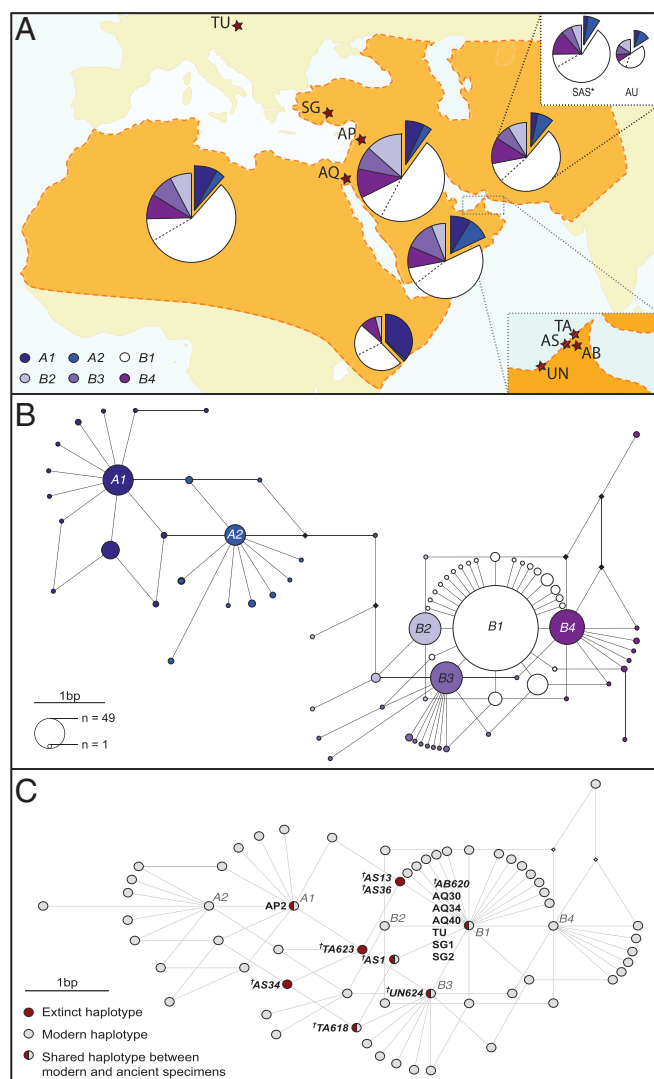 A
TU
SG
AP
AQ
SAS*
AU
TA
AS
AB
UN
A1
A2
B1
B2
B3
B4
B
A1
A2
B1
B2
B3
B4
1bp
n = 49
n = 1
C
†AS13
†AS36
†AB620
AQ30
AQ34
AQ40
TU
SG1
SG2
A2
AP2
A1
B2
B1
B4
†TA623
†AS1
†AS34
†UN624
B3
†TA618
1bp
Extinct haplotype
Modern haplotype
Shared haplotype between
modern and ancient specimens